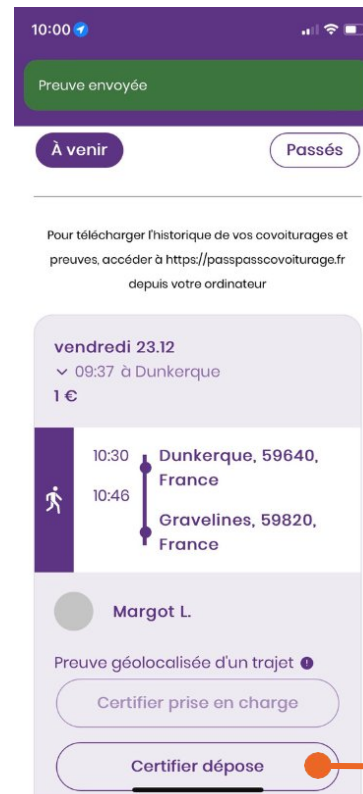 10:00
Preuve envoyée
À venir
Passés
Pour télécharger l'historique de vos covoiturages et
preuves, accéder à https://passpasscovoiturage.fr
depuis votre ordinateur
vendredi 23.12
09:37 à Dunkerque
1 €
10:30 Dunkerque, 59640,
France
10:46
Gravelines, 59820,
France
Margot L.
Preuve géolocalisée d'un trajet
Certifier prise en charge
Certifier dépose